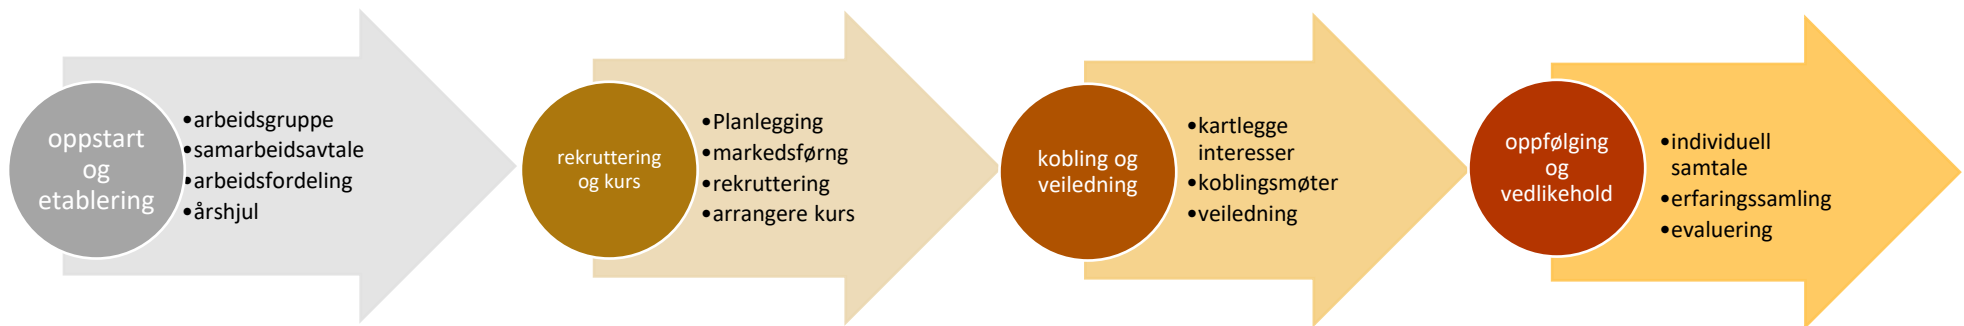 oppstart
og
etablering
•arbeidsgruppe
•samarbeidsavtale
•arbeidsfordeling
•årshjul
rekruttering
og kurs
•Planlegging
•markedsførng
•rekruttering
•arrangere kurs
kobling og
veiledning
•kartlegge
interesser
•koblingsmøter
•veiledning
oppfølging
og
vedlikehold
•individuell
samtale
•erfaringssamling
•evaluering